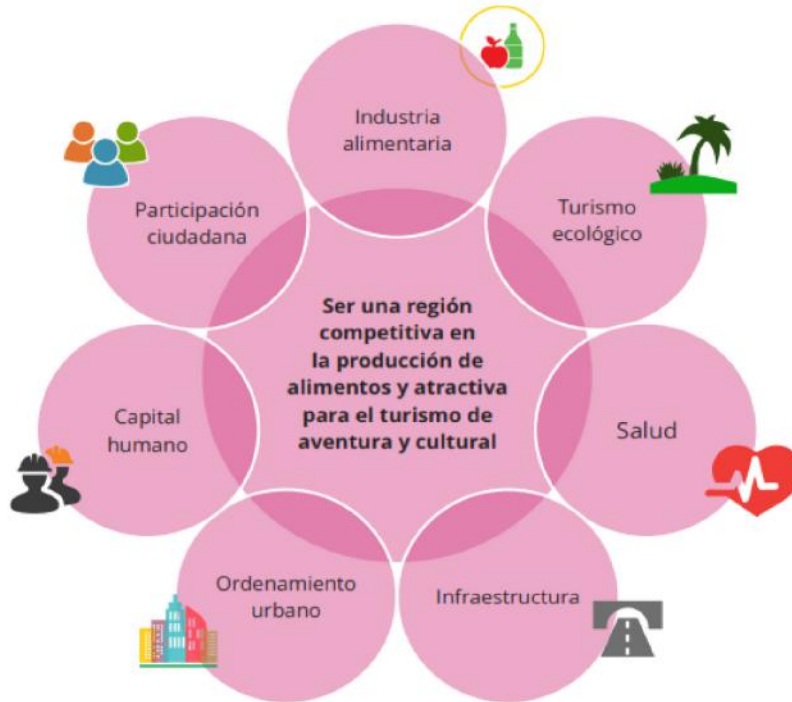 Industria
alimentaria
Turismo
ecológico
Salud
Infraestructura
Ordenamiento
urbano
Capital
humano
Participación
ciudadana
Ser una región
competitiva en
la producción de
alimentos y atractiva
para el turismo de
aventura y cultural